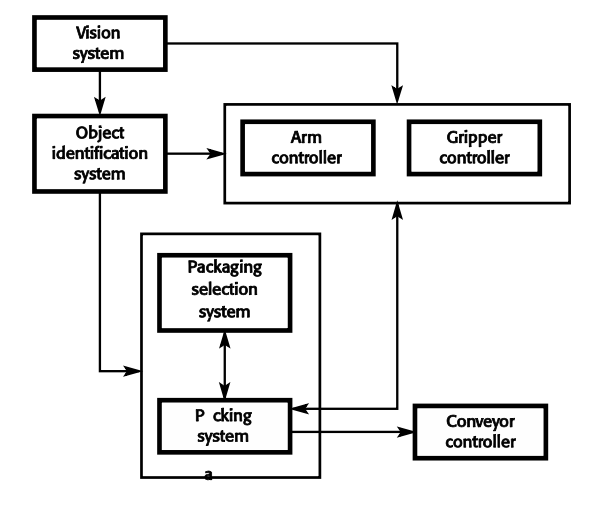 Vision
system
Object
identification
system
Arm
controller
Gripper
controller
Packaging
selection
system
P cking
system
a
Conveyor
controller